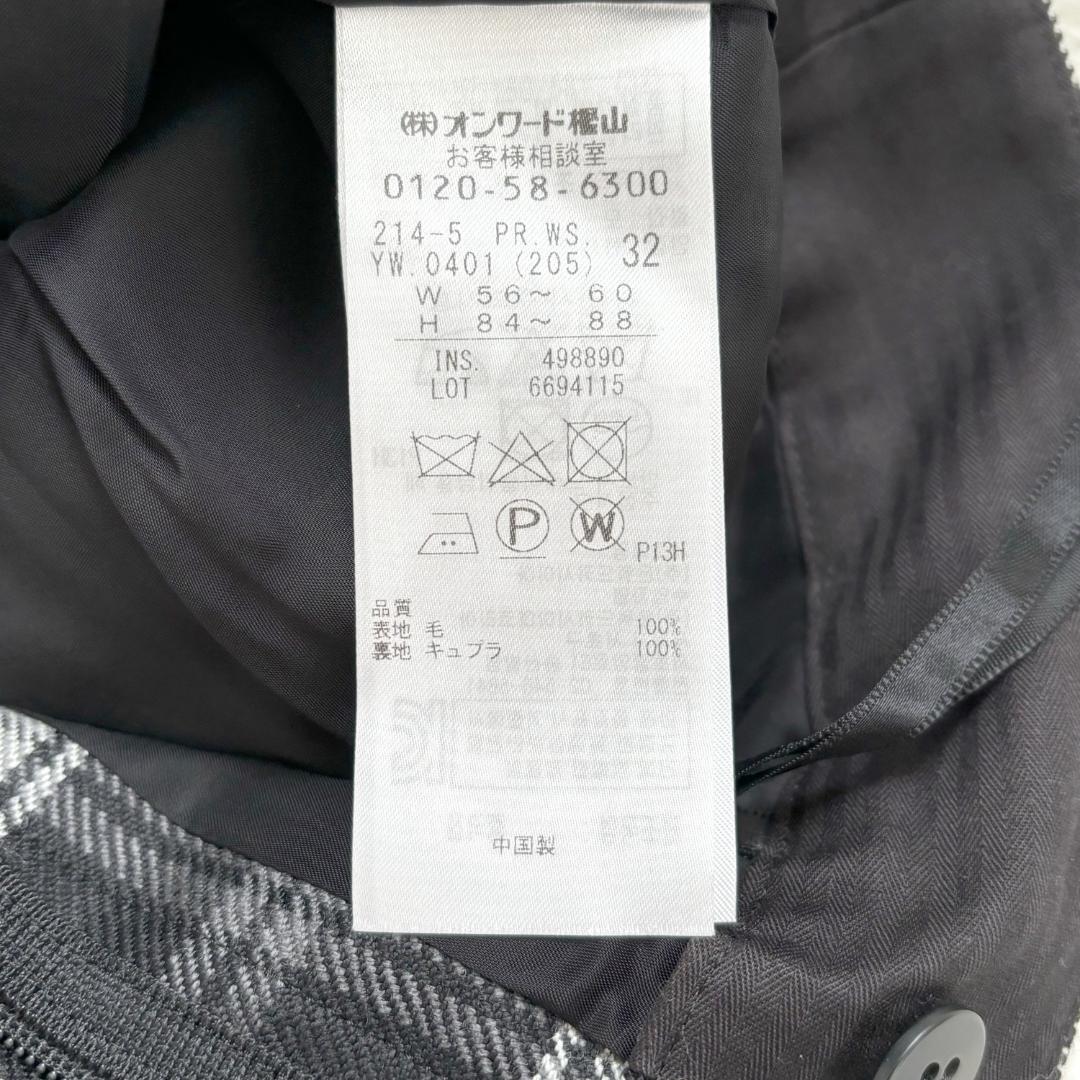 (株)オンワード樫山
お客様相談室
0120-58-6300
214-5 PR.WS.
YW.0401(205) 32
W 56～ 60
H 84～ 88
INS. 498890
LOT 6694115
P
W
P13H
品質
表地 毛 100%
裏地 キュプラ 100%
中国製